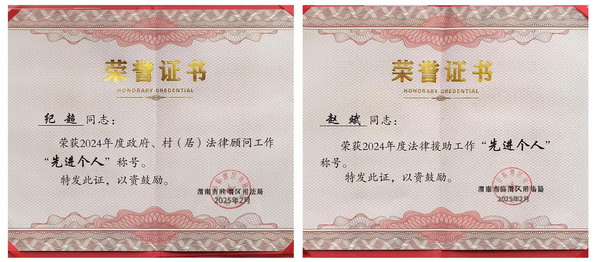 荣誉证书
HONORARY CREDENTIAL
纪超 同志：
荣获2024年度政府、村（居）法律顾问工作
“先进个人”称号。
特发此证，以资鼓励。
渭南市临渭区司法局
2025年2月
荣誉证书
HONORARY CREDENTIAL
赵斌 同志：
荣获2024年度法律援助工作“先进个人”
称号。
特发此证，以资鼓励。
渭南市临渭区司法局
2025年2月